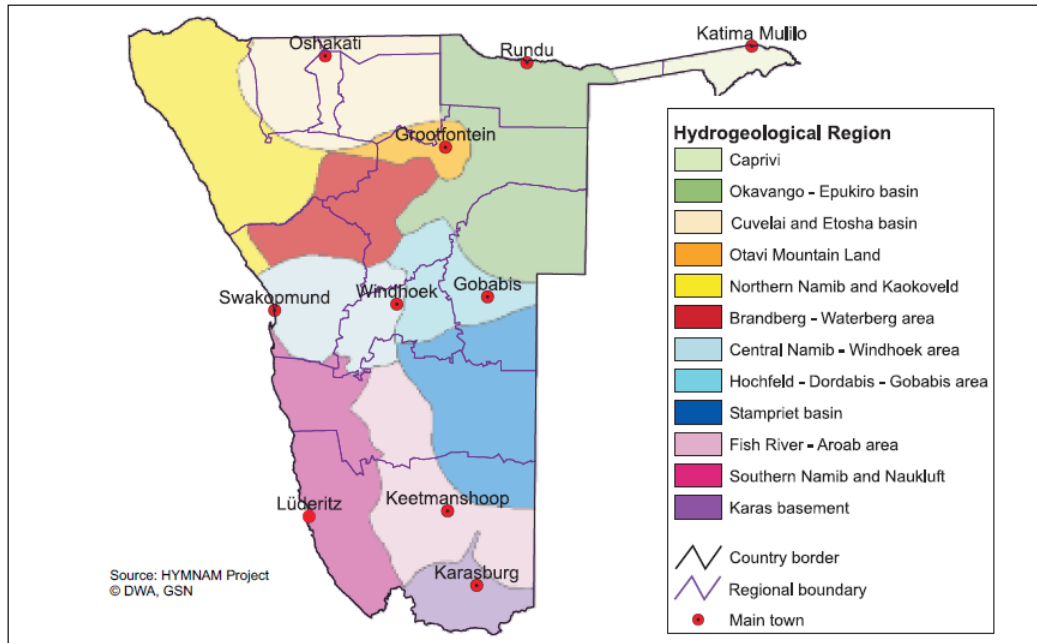 Oshakati
Rundu
Katima Mulilo
Grootfontein
Swakopmund
Windhoek
Gobabis
Lüderitz
Keetmanshoop
Karasburg
Source: HYMNAM Project
© DWA, GSN
Hydrogeological Region
Caprivi
Okavango - Epukiro basin
Cuvelai and Etosha basin
Otavi Mountain Land
Northern Namib and Kaokoveld
Brandberg - Waterberg area
Central Namib - Windhoek area
Hochfeld - Dordabis - Gobabis area
Stampriet basin
Fish River - Aroab area
Southern Namib and Naukluft
Karas basement
Country border
Regional boundary
Main town